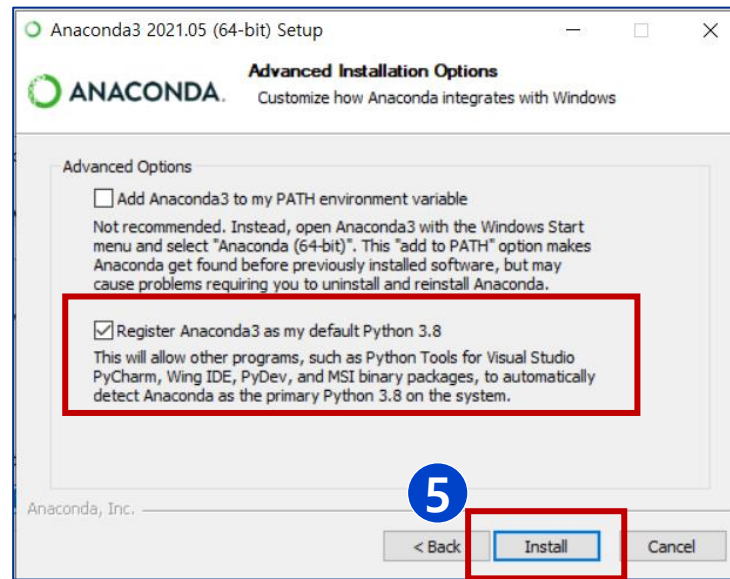 Anaconda3 2021.05 (64-bit) Setup
ANACONDA.
Advanced Installation Options
Customize how Anaconda integrates with Windows
Advanced Options
Add Anaconda3 to my PATH environment variable
Not recommended. Instead, open Anaconda3 with the Windows Start
menu and select "Anaconda (64-bit)". This "add to PATH" option makes
Anaconda get found before previously installed software, but may
cause problems requiring you to uninstall and reinstall Anaconda.
Register Anaconda3 as my default Python 3.8
This will allow other programs, such as Python Tools for Visual Studio
PyCharm, Wing IDE, PyDev, and MSI binary packages, to automatically
detect Anaconda as the primary Python 3.8 on the system.
5
Anaconda, Inc.
< Back
Install
Cancel